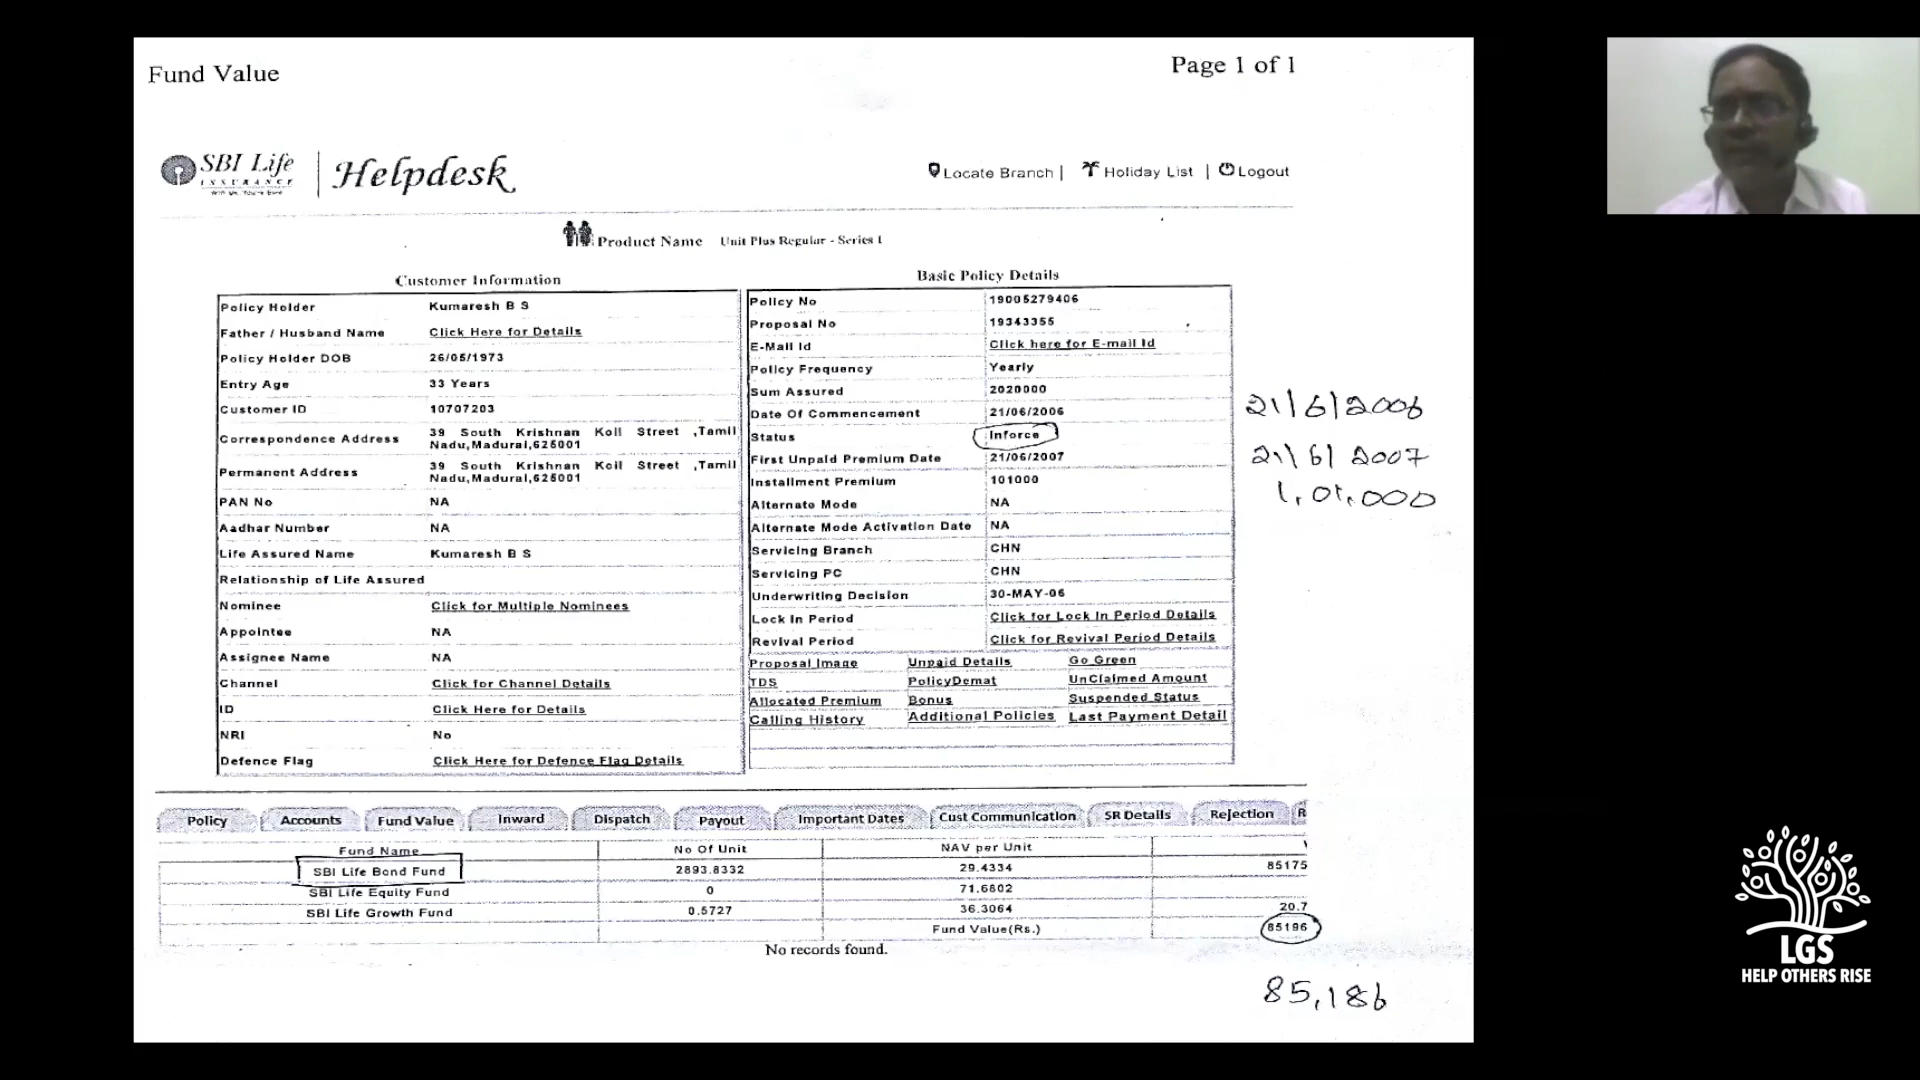 Fund Value
Page 1 of 1
SBI Life
INSURANCE
Helpdesk
Locate Branch | Holiday List | Logout
Product Name Unit Plus Regular - Series I
Customer Information
Policy Holder Kumaresh B S
Father / Husband Name Click Here for Details
Policy Holder DOB 26/05/1973
Entry Age 33 Years
Customer ID 10707203
Correspondence Address 39 South Krishnan Koil Street ,Tamil
Nadu,Madurai,625001
Permanent Address 39 South Krishnan Koil Street ,Tamil
Nadu,Madurai,625001
PAN No NA
Aadhar Number NA
Life Assured Name Kumaresh B S
Relationship of Life Assured
Nominee Click for Multiple Nominees
Appointee NA
Assignee Name NA
Channel Click for Channel Details
ID Click Here for Details
NRI No
Defence Flag Click Here for Defence Flag Details
Basic Policy Details
Policy No 19005279406
Proposal No 19343355
E-Mail Id Click here for E-mail Id
Policy Frequency Yearly
Sum Assured 2020000
Date Of Commencement 21/06/2006
Status Inforce
First Unpaid Premium Date 21/06/2007
Installment Premium 101000
Alternate Mode NA
Alternate Mode Activation Date NA
Servicing Branch CHN
Servicing PC CHN
Underwriting Decision 30-MAY-06
Lock In Period Click for Lock In Period Details
Revival Period Click for Revival Period Details
Proposal Image Unpaid Details Go Green
TDS PolicyDemat UnClaimed Amount
Allocated Premium Bonus Suspended Status
Calling History Additional Policies Last Payment Detail
21/6/2006
21/6/2007
1,01,000
Policy Accounts Fund Value Inward Dispatch Payout Important Dates Cust Communication SR Details Rejection R
Fund Name No Of Unit NAV per Unit
SBI Life Bond Fund 2893.8332 29.4334 85175
SBI Life Equity Fund 0 71.6802
SBI Life Growth Fund 0.5727 36.3064 20.7
Fund Value(Rs.) 85196
No records found.
85,186
LGS
HELP OTHERS RISE